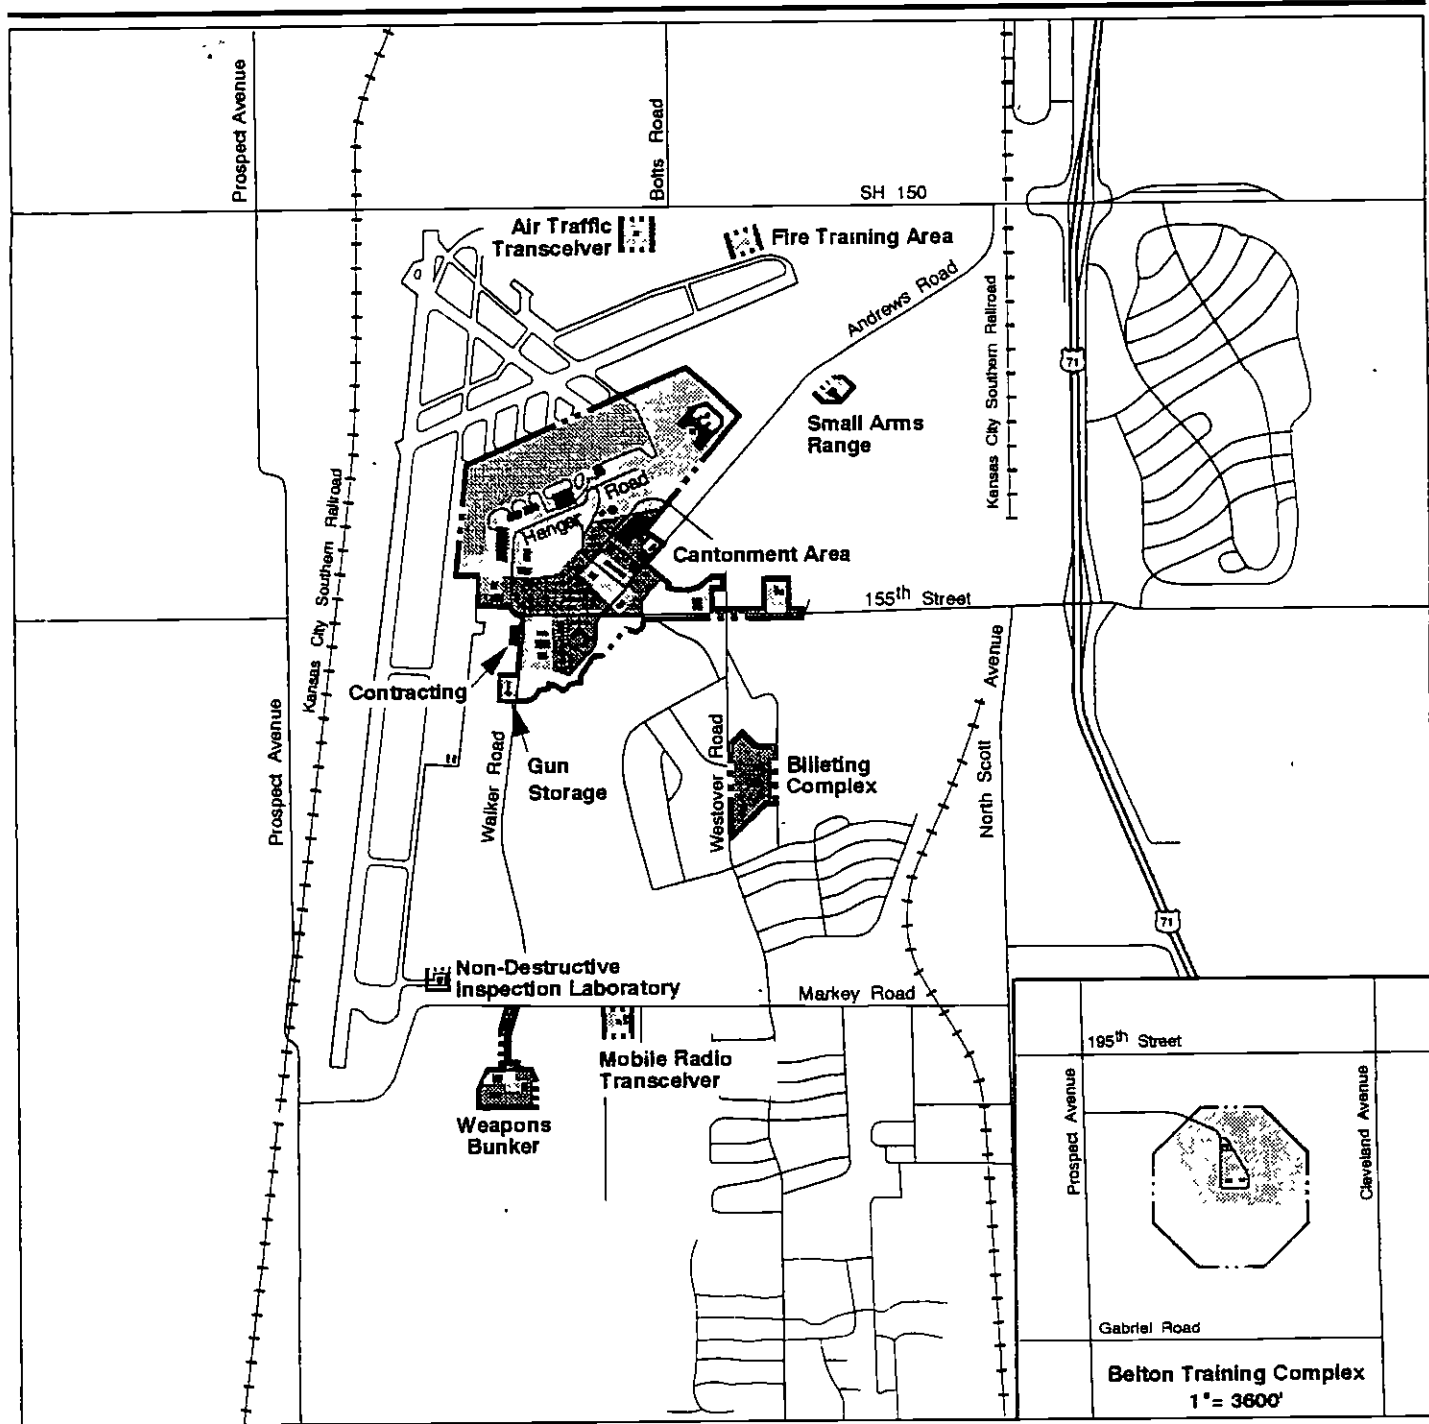 Prospect Avenue
Botts Road
SH 150
Air Traffic
Transceiver
Fire Training Area
Andrews Road
Kansas City Southern Railroad
71
Small Arms
Range
Hanger Road
Kansas City Southern Railroad
Cantonment Area
155th Street
Contracting
Prospect Avenue
Walker Road
Gun
Storage
Westover Road
Billeting
Complex
North Scott Avenue
71
Non-Destructive
Inspection Laboratory
Markey Road
Mobile Radio
Transceiver
Weapons
Bunker
195th Street
Prospect Avenue
Cleveland Avenue
Gabriel Road
Belton Training Complex
1"= 3600'